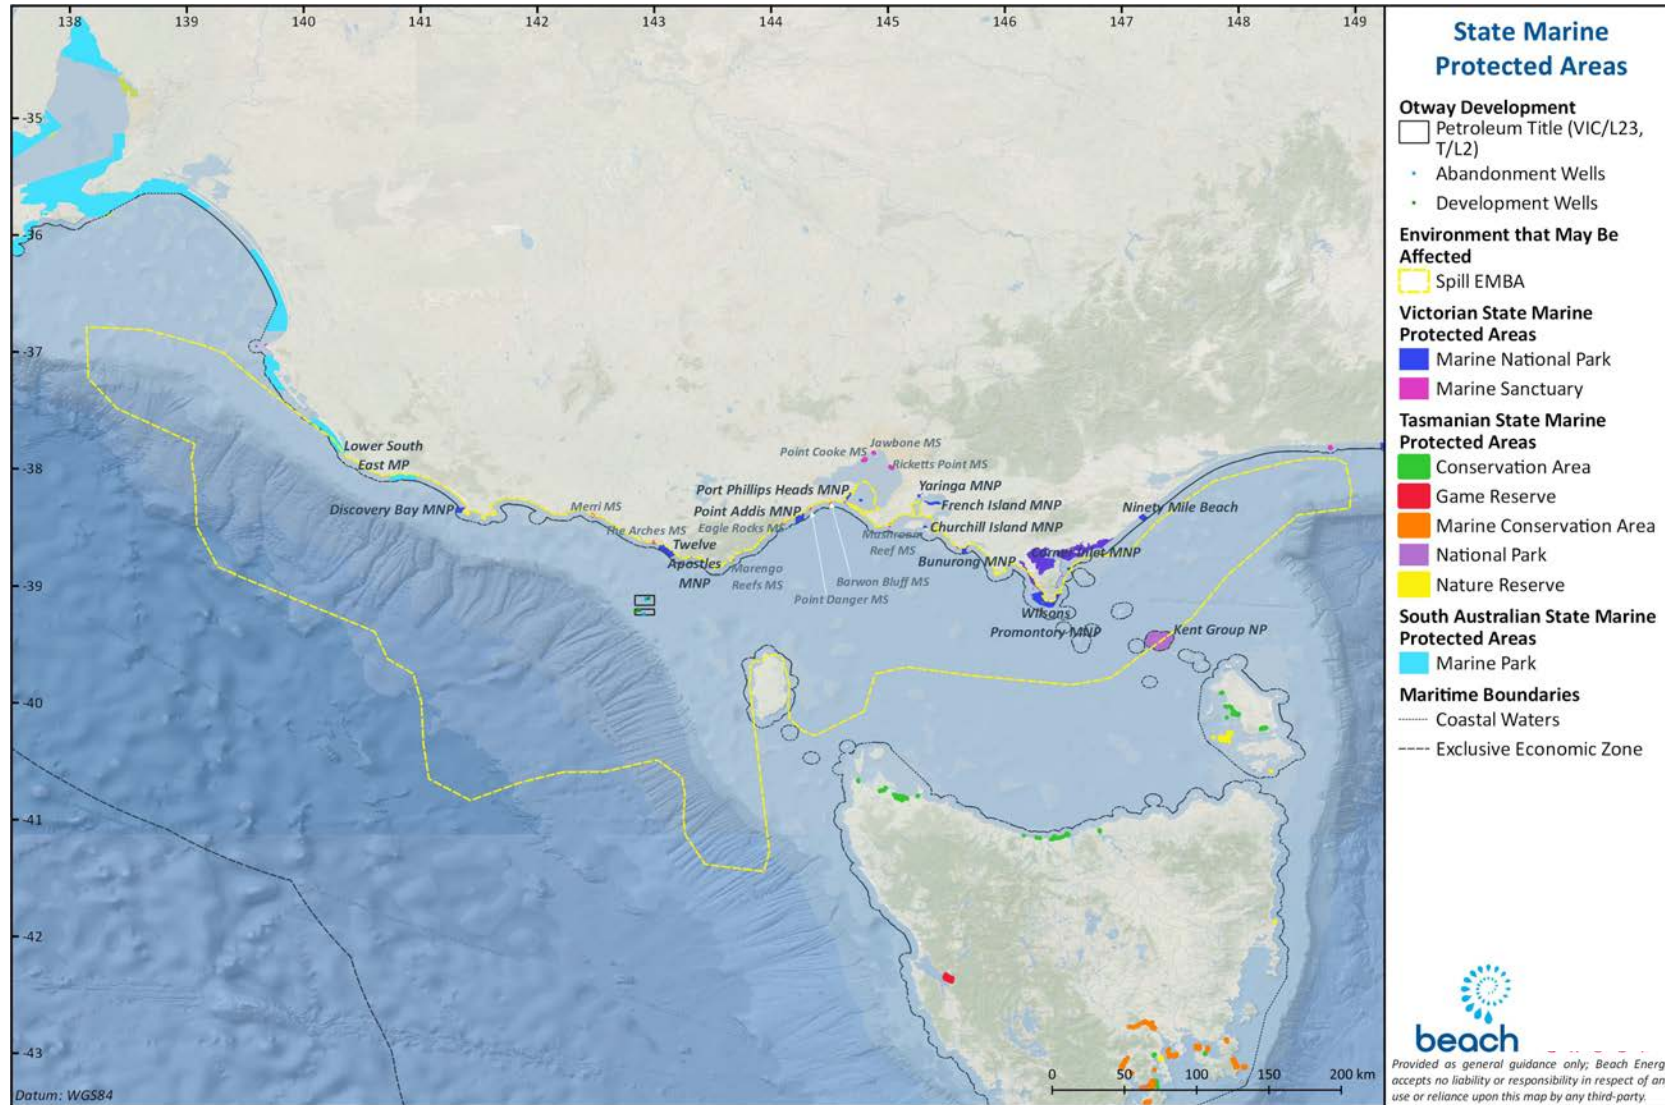 138 139 140 141 142 143 144 145 146 147 148 149
-35
-36
-37
-38
-39
-40
-41
-42
-43
Lower South
East MP
Discovery Bay MNP
Merri MS
The Arches MS
Twelve
Apostles
MNP
Marengo
Reefs MS
Eagle Rocks MS
Point Addis MNP
Port Phillips Heads MNP
Point Cooke MS
Jawbone MS
Ricketts Point MS
Yaringa MNP
French Island MNP
Churchill Island MNP
Mushroom
Reef MS
Bunurong MNP
Barwon Bluff MS
Point Danger MS
Ninety Mile Beach
Corner Inlet MNP
Wilsons
Promontory MNP
Kent Group NP
0 50 100 150 200 km
Datum: WGS84
State Marine
Protected Areas
Otway Development
Petroleum Title (VIC/L23,
T/L2)
Abandonment Wells
Development Wells
Environment that May Be
Affected
Spill EMBA
Victorian State Marine
Protected Areas
Marine National Park
Marine Sanctuary
Tasmanian State Marine
Protected Areas
Conservation Area
Game Reserve
Marine Conservation Area
National Park
Nature Reserve
South Australian State Marine
Protected Areas
Marine Park
Maritime Boundaries
Coastal Waters
Exclusive Economic Zone
beach
Provided as general guidance only; Beach Energ
accepts no liability or responsibility in respect of an
use or reliance upon this map by any third-party.